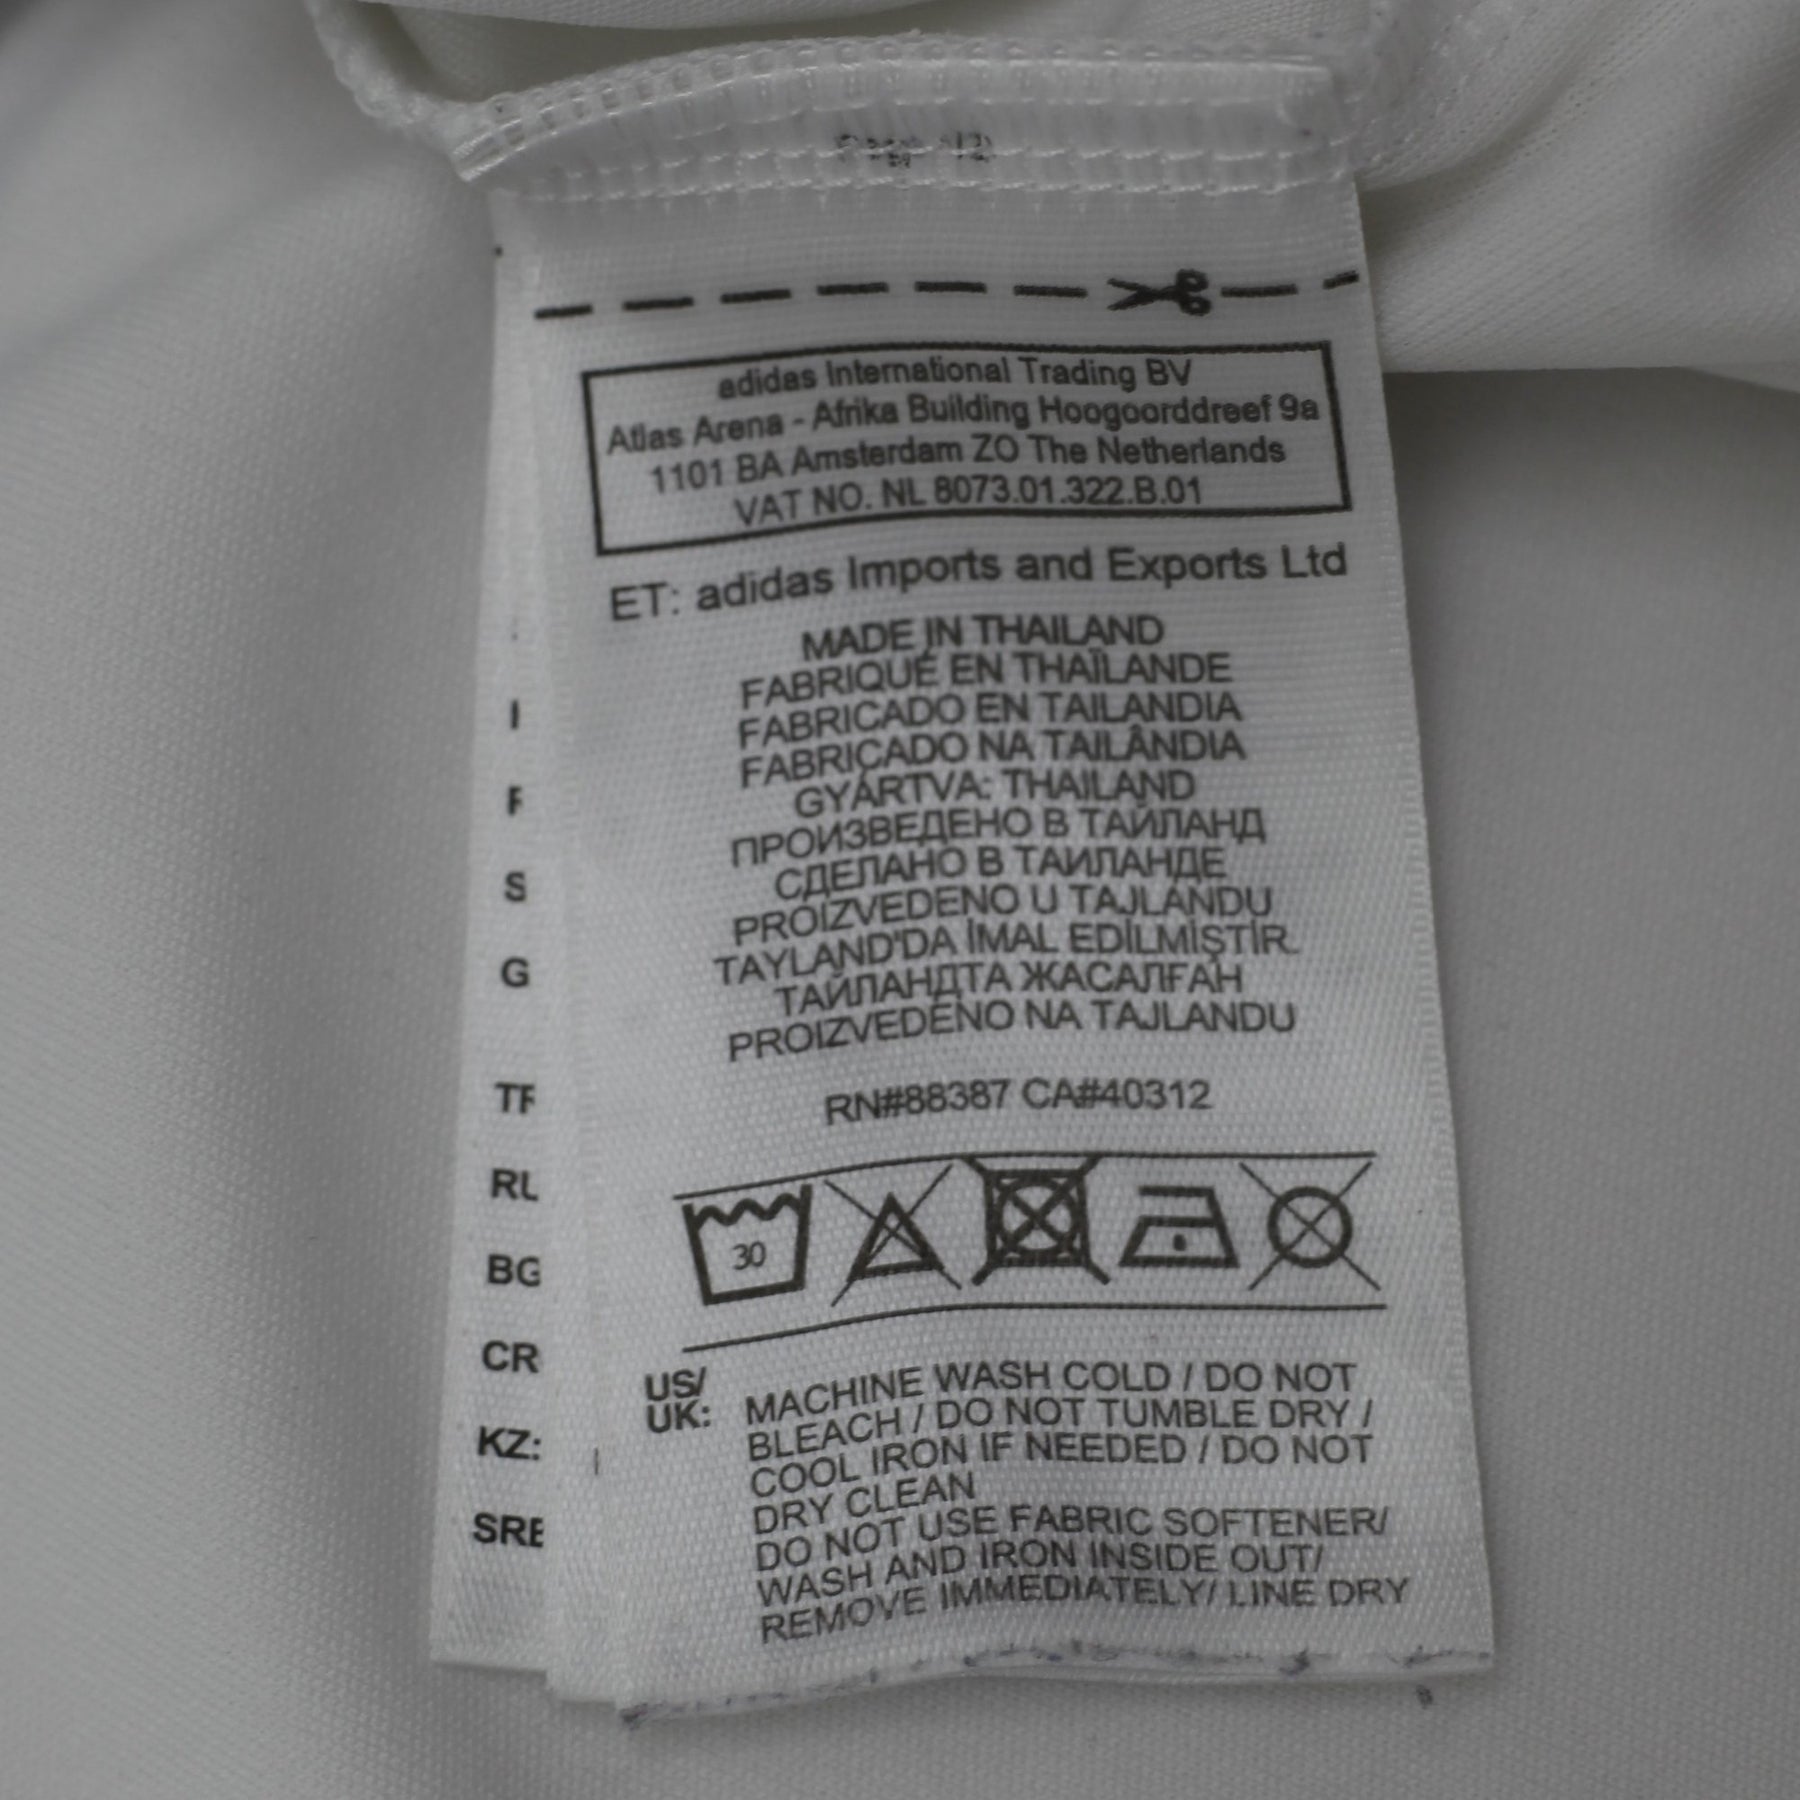 adidas International Trading BV
Atlas Arena - Afrika Building Hoogoorddreef 9a
1101 BA Amsterdam ZO The Netherlands
VAT NO. NL 8073.01.322.B.01
ET: adidas Imports and Exports Ltd
MADE IN THAILAND
FABRIQUÉ EN THAÏLANDE
FABRICADO EN TAILANDIA
FABRICADO NA TAILÂNDIA
GYÁRTVA: THAILAND
ПРОИЗВЕДЕНО В ТАЙЛАНД
СДЕЛАНО В ТАИЛАНДЕ
PROIZVEDENO U TAJLANDU
TAYLAND'DA İMAL EDİLMİŞTİR.
ТАЙЛАНДТА ЖАСАЛҒАН
PROIZVEDENO NA TAJLANDU
RN#88387 CA#40312
30
US/
UK: MACHINE WASH COLD / DO NOT
BLEACH / DO NOT TUMBLE DRY /
COOL IRON IF NEEDED / DO NOT
DRY CLEAN
DO NOT USE FABRIC SOFTENER/
WASH AND IRON INSIDE OUT/
REMOVE IMMEDIATELY/ LINE DRY
S
G
BG
CR
KZ: